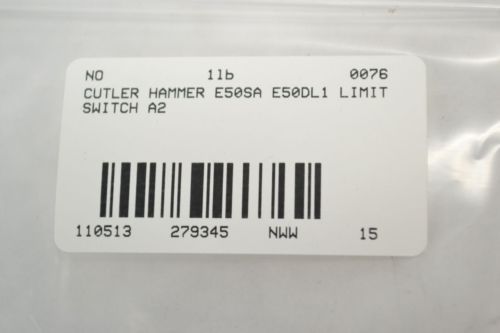 NO 1lb 0076
CUTLER HAMMER E50SA E50DL1 LIMIT
SWITCH A2
110513 279345 NWW 15